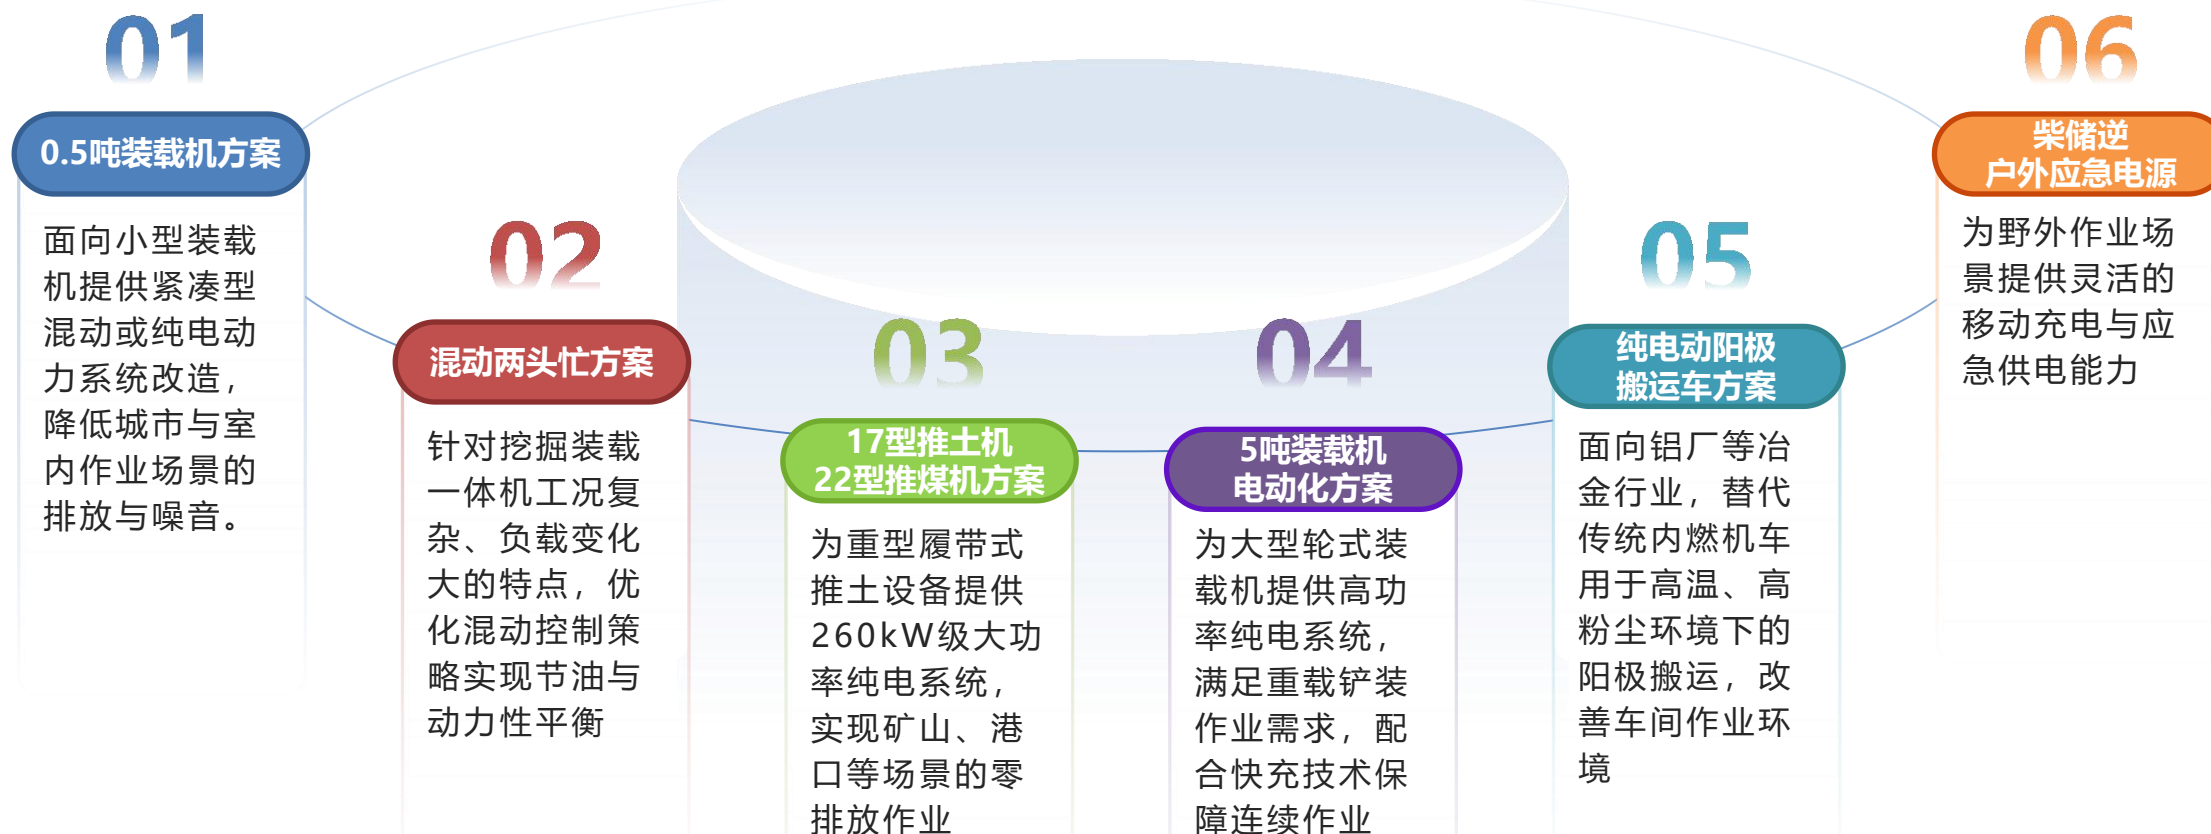 01
0.5吨装载机方案
面向小型装载
机提供紧凑型
混动或纯电动
力系统改造，
降低城市与室
内作业场景的
排放与噪音。
02
混动两头忙方案
针对挖掘装载
一体机工况复
杂、负载变化
大的特点，优
化混动控制策
略实现节油与
动力性平衡
03
17型推土机
22型推煤机方案
为重型履带式
推土设备提供
260kW级大功
率纯电系统，
实现矿山、港
口等场景的零
排放作业
04
5吨装载机
电动化方案
为大型轮式装
载机提供高功
率纯电系统，
满足重载铲装
作业需求，配
合快充技术保
障连续作业
05
纯电动阳极
搬运车方案
面向铝厂等冶
金行业，替代
传统内燃机车
用于高温、高
粉尘环境下的
阳极搬运，改
善车间作业环
境
06
柴储逆
户外应急电源
为野外作业场
景提供灵活的
移动充电与应
急供电能力